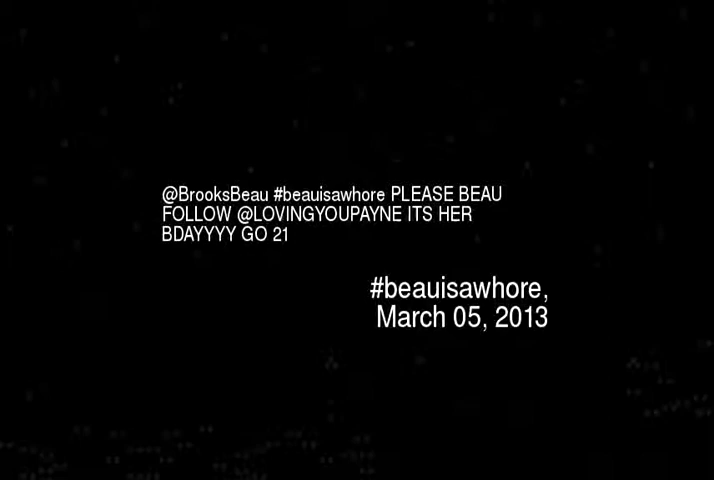 @BrooksBeau #beauisawhore PLEASE BEAU
FOLLOW @LOVINGYOUPAYNE ITS HER
BDAYYYY GO 21
#beauisawhore,
March 05, 2013